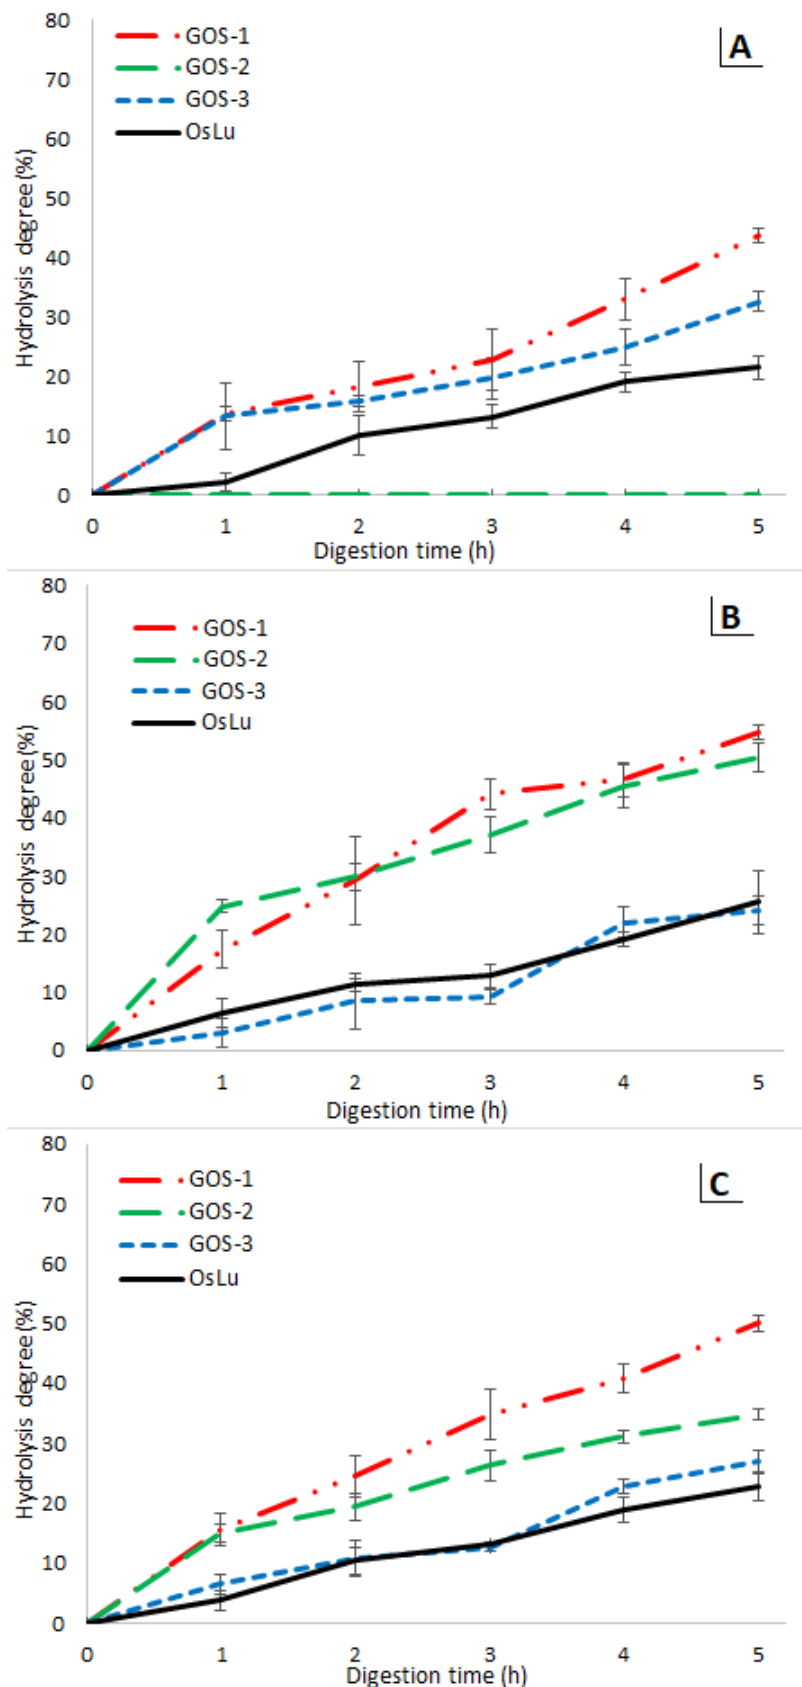 80
GOS-1
A
GOS-2
70
GOS-3
60
OsLu
50
40
30
20
10
0
Hydrolysis degree(%)
0 1 2 3 4 5
Digestion time (h)
80
B
GOS-1
70
GOS-2
GOS-3
60
OsLu
50
40
30
20
10
0
Hydrolysis degree(%)
0 1 2 3 4 5
Digestion time (h)
80
GOS-1
C
70
GOS-2
GOS-3
60
OsLu
50
40
30
20
10
0
Hydrolysis degree(%)
0 1 2 3 4 5
Digestion time (h)